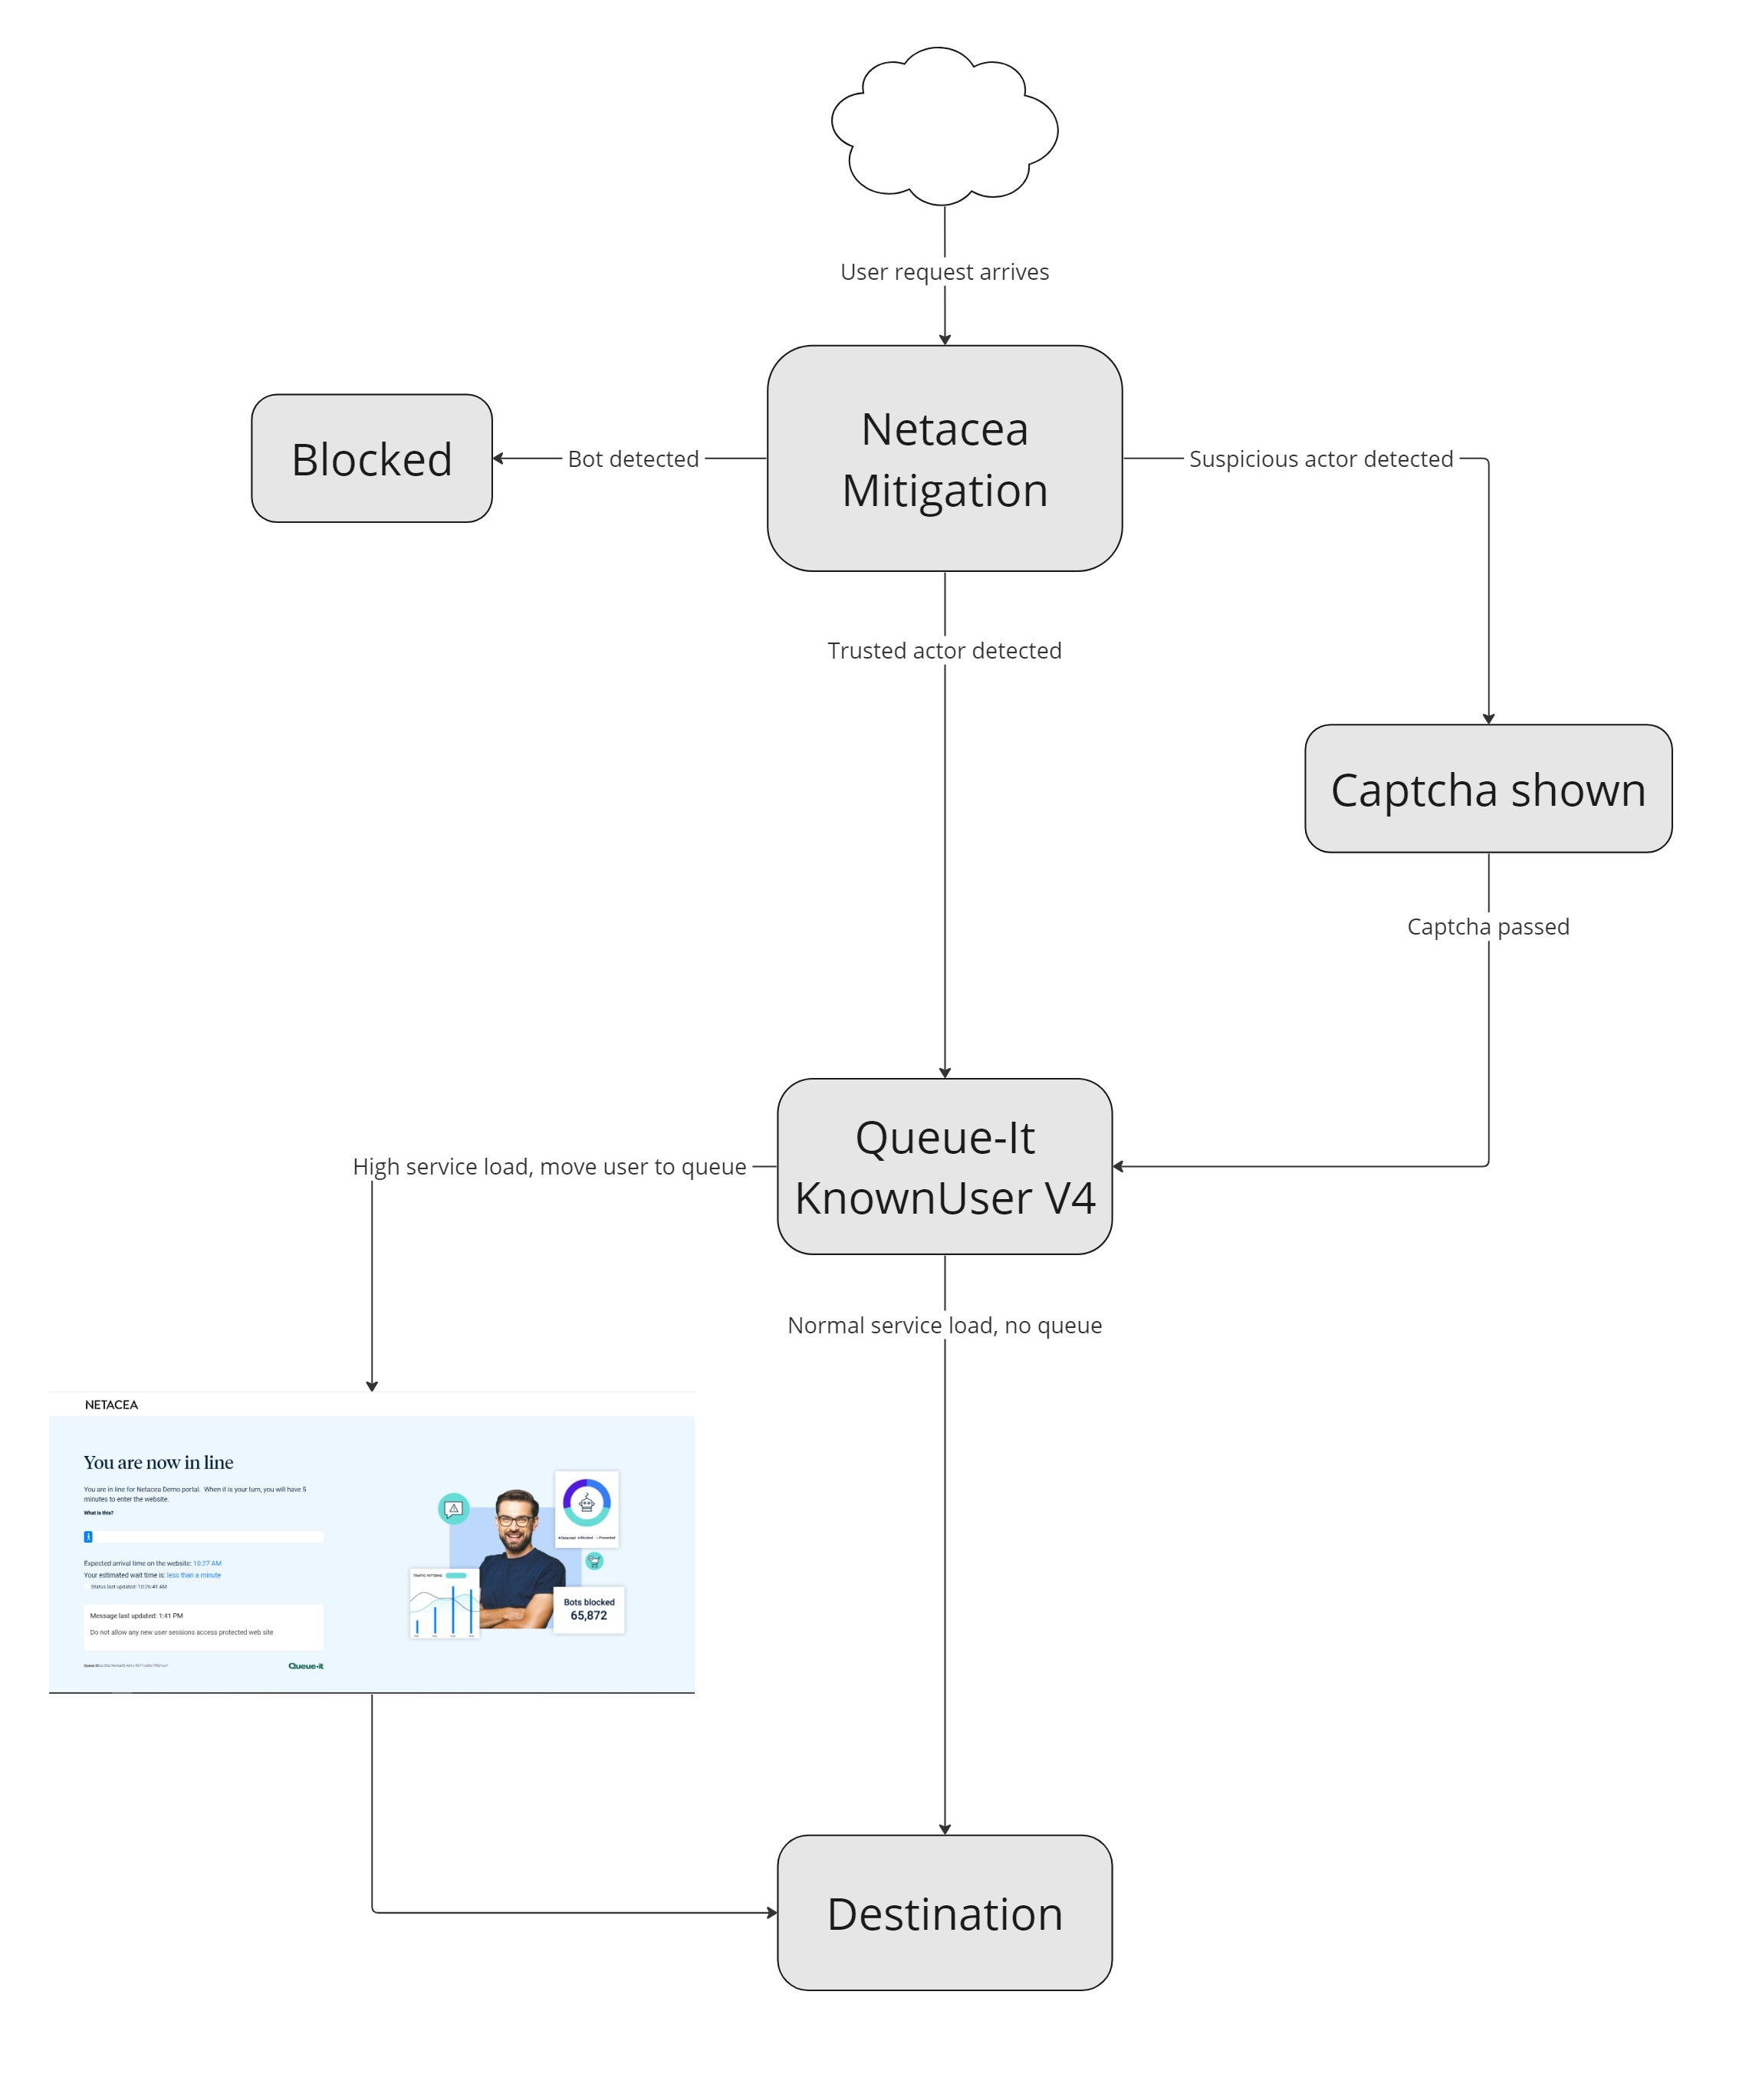 User request arrives
Netacea
Mitigation
Blocked
Bot detected
Suspicious actor detected
Trusted actor detected
Captcha shown
Captcha passed
Queue-It
KnownUser V4
High service load, move user to queue
Normal service load, no queue
NETACEA
You are now in line
You are in line for Netacea Demo portal. When it is your turn, you will have 5
minutes to enter the website.
What is this?
Expected arrival time on the website: 10:27 AM
Your estimated wait time is: less than a minute
Status last updated: 10:26:49 AM
Message last updated: 1:41 PM
Do not allow any new user sessions access protected web site
Queue-it
TRAFFIC PATTERNS
Detected Blocked Prevented
Bots blocked
65,872
Destination